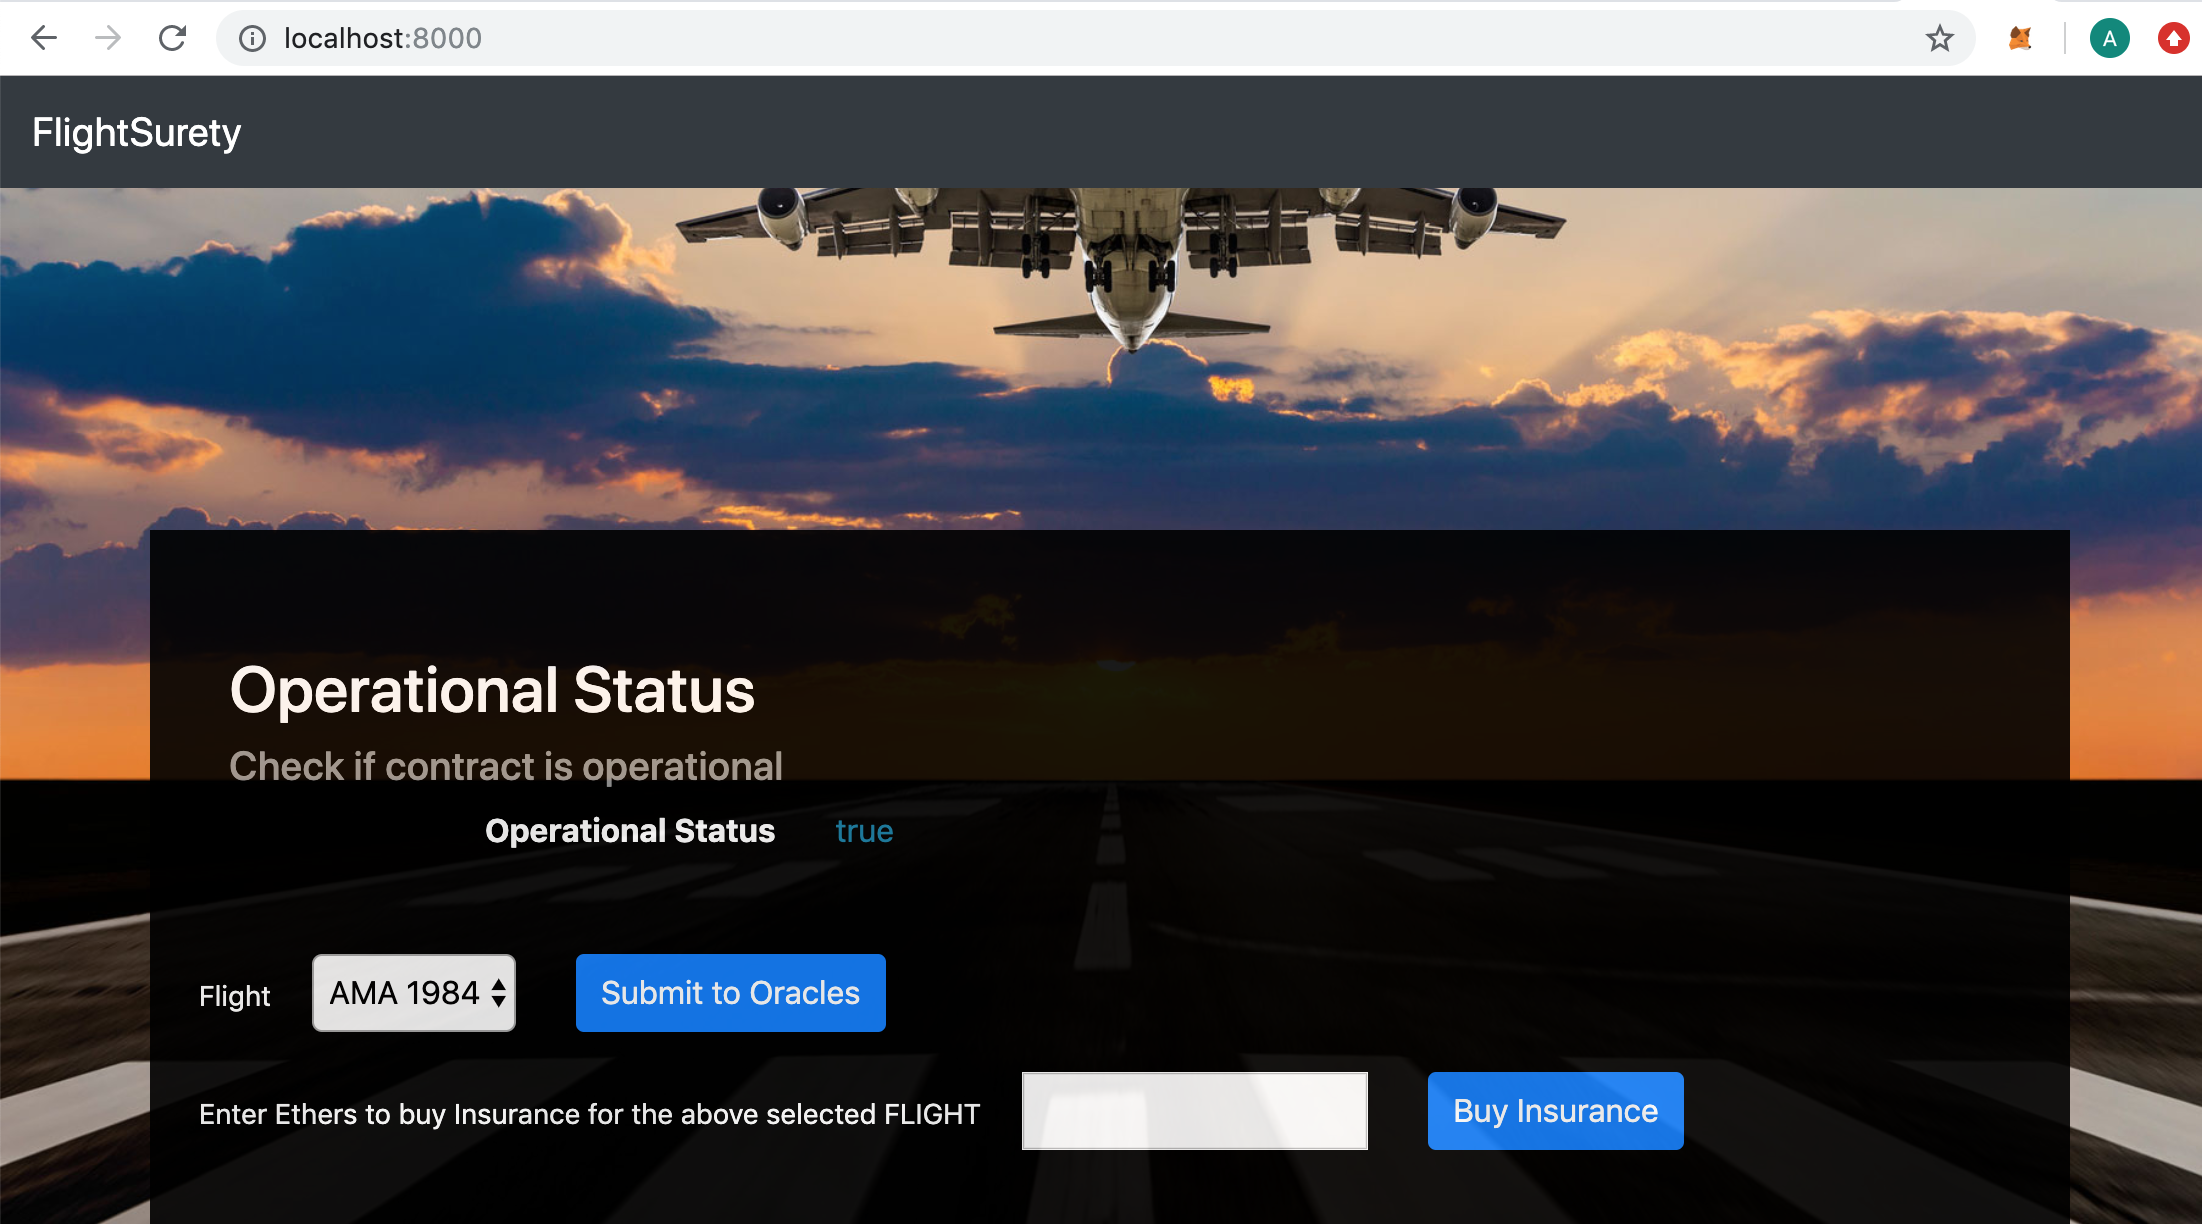 localhost:8000
A
FlightSurety
Operational Status
Check if contract is operational
Operational Status true
Flight AMA 1984 Submit to Oracles
Enter Ethers to buy Insurance for the above selected FLIGHT Buy Insurance